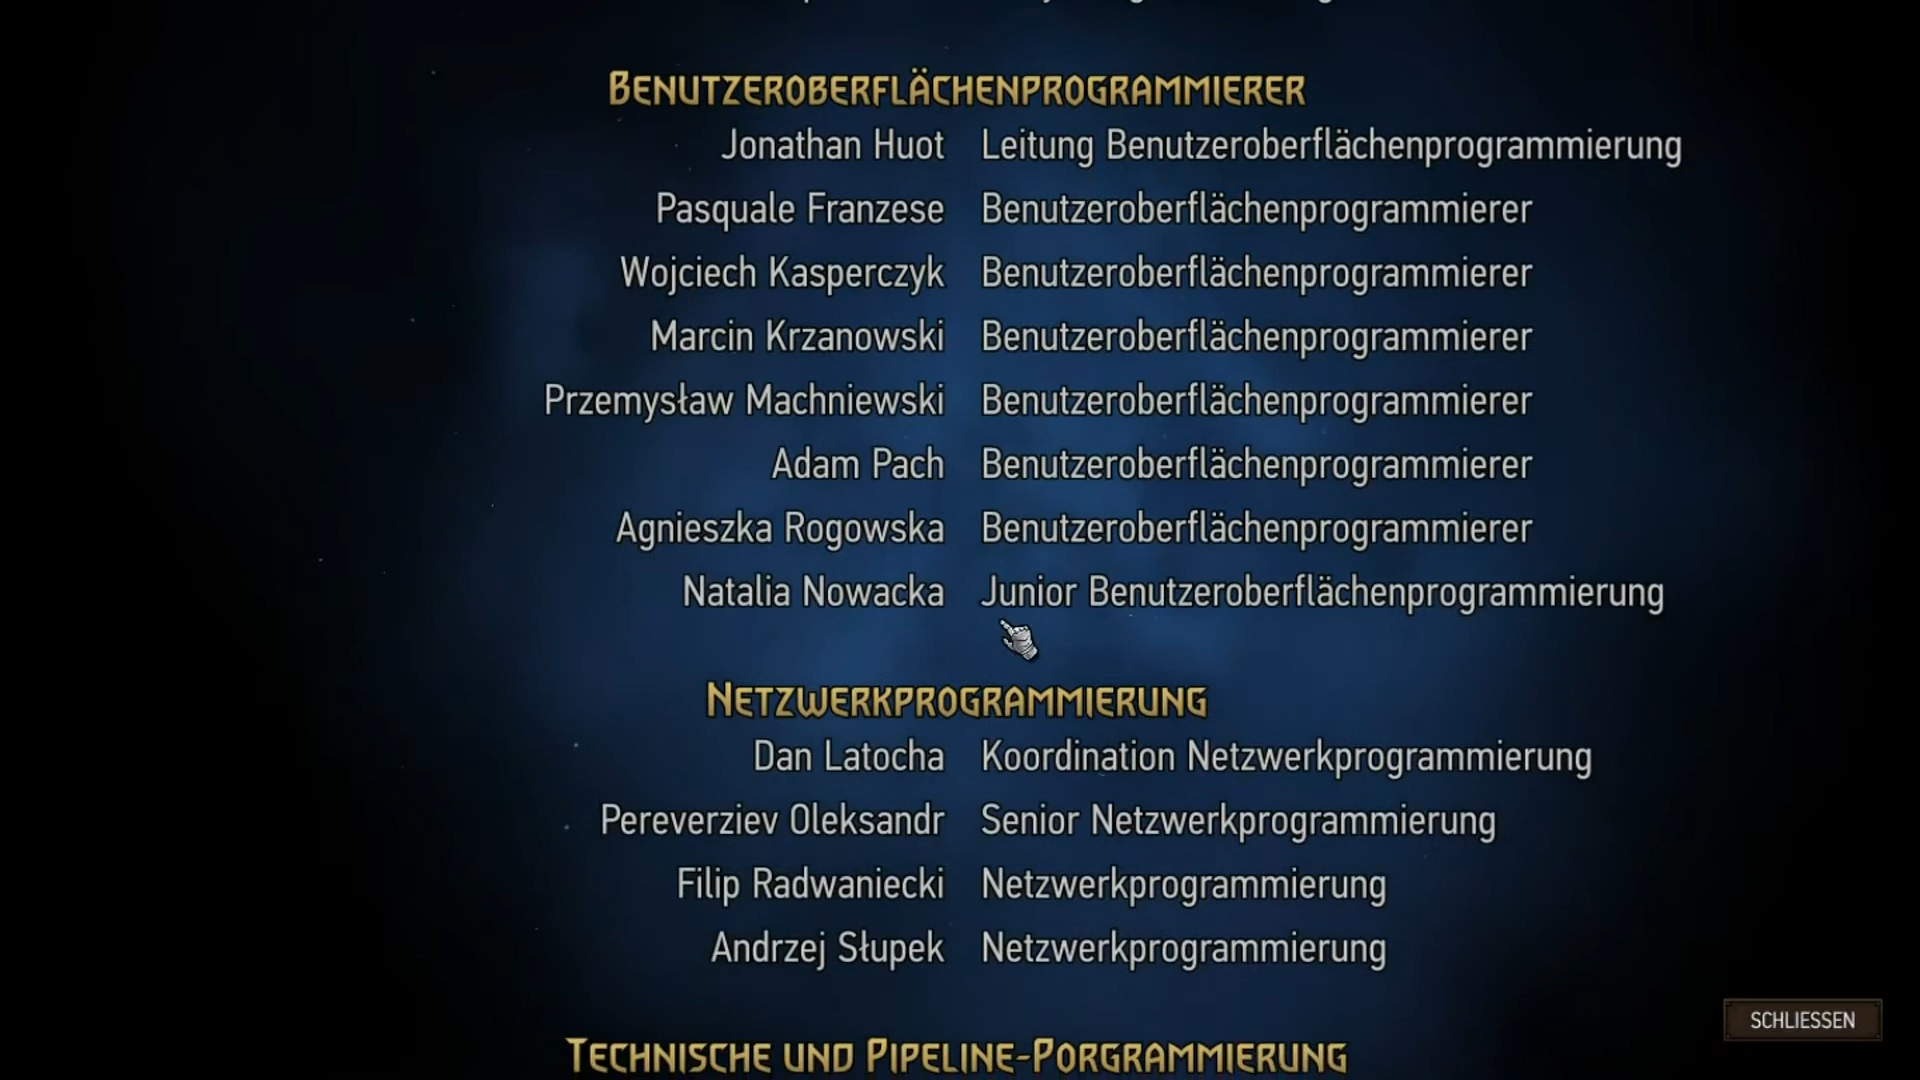 BENUTZEROBERFLÄCHENPROGRAMMIERER
Jonathan Huot Leitung Benutzeroberflächenprogrammierung
Pasquale Franzese Benutzeroberflächenprogrammierer
Wojciech Kasperczyk Benutzeroberflächenprogrammierer
Marcin Krzanowski Benutzeroberflächenprogrammierer
Przemysław Machniewski Benutzeroberflächenprogrammierer
Adam Pach Benutzeroberflächenprogrammierer
Agnieszka Rogowska Benutzeroberflächenprogrammierer
Natalia Nowacka Junior Benutzeroberflächenprogrammierung
NETZWERKPROGRAMMIERUNG
Dan Latocha Koordination Netzwerkprogrammierung
Pereverziev Oleksandr Senior Netzwerkprogrammierung
Filip Radwaniecki Netzwerkprogrammierung
Andrzej Słupek Netzwerkprogrammierung
SCHLIESSEN
TECHNISCHE UND PIPELINE-PORGRAMMIERUNG